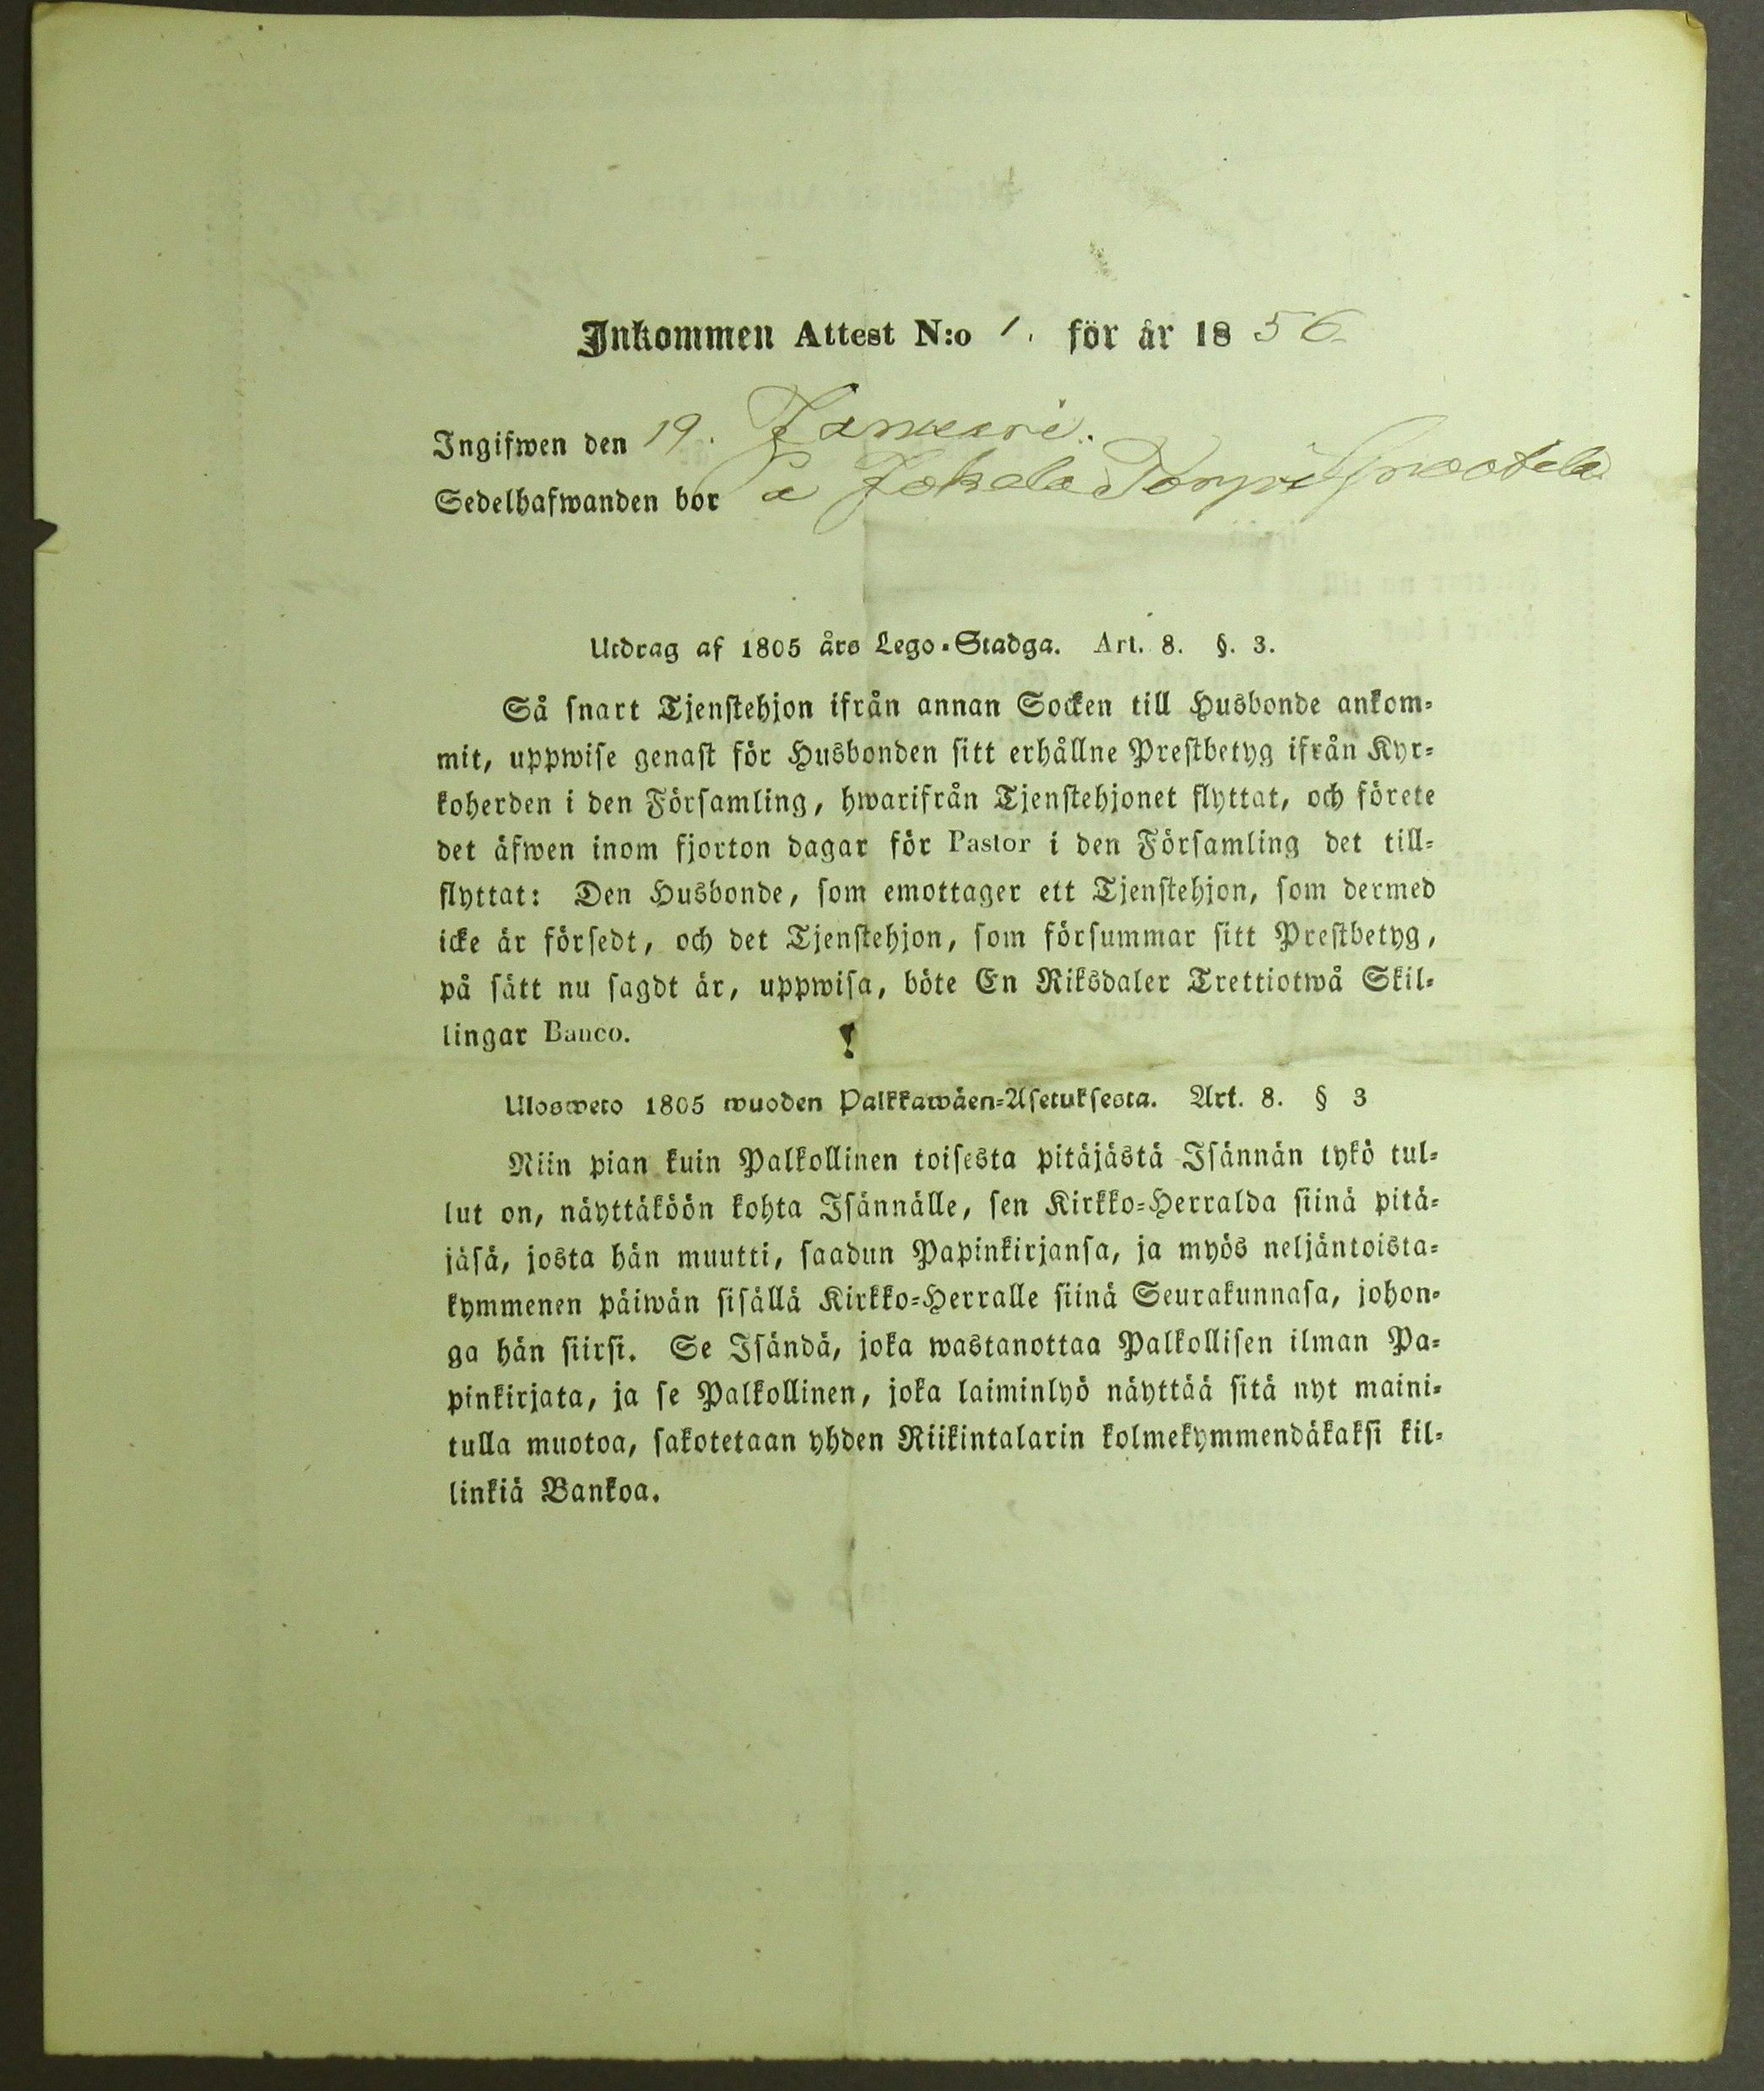 Inkommen Attest N:o 1. för år 1856
Ingifwen den 19. Januari.
Sedelhafwanden bor På Jokela Torp
Utdrag af 1805 års Lego-Stadga. Art. 8. §. 3.
Så snart Tjenstehjon ifrån annan Socken till Husbonde ankom-
mit, uppwise genast för Husbonden sitt erhållne Prestbetyg ifrån Kyr-
koherden i den Församling, hwarifrån Tjenstehjonet flyttat, och förete
det äfwen inom fjorton dagar för Pastor i den Församling det till-
flyttat: Den Husbonde, som emottager ett Tjenstehjon, som dermed
icke är försedt, och det Tjenstehjon, som försummar sitt Prestbetyg,
på sätt nu sagdt är, uppwisa, böte En Riksdaler Trettiotwå Skil-
lingar Banco.
Ulosweto 1805 wuoden Palkkawäen-Asetuksesta. Art. 8. § 3
Niin pian kuin Palkollinen toisesta pitäjästä Isännän tykö tul-
lut on, näyttäköön kohta Isännälle, sen Kirkko-Herralda siinä pitä-
jäsä, josta hän muutti, saadun Papinkirjansa, ja myös neljäntoista-
kymmenen päiwän sisällä Kirkko-Herralle siinä Seurakunnasa, johon-
ga hän siirsi. Se Isändä, joka wastanottaa Palkollisen ilman Pa-
pinkirjata, ja se Palkollinen, joka laiminlyö näyttää sitä nyt maini-
tulla muotoa, sakotetaan yhden Riikintalarin kolmekymmendäkaksi kil-
linkiä Bankoa.